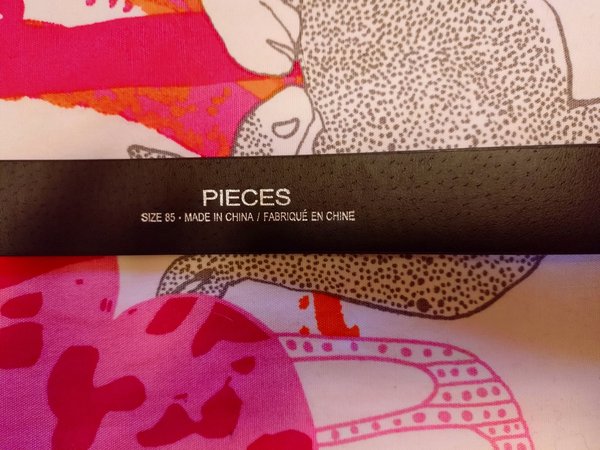 PIECES
SIZE 85 • MADE IN CHINA / FABRIQUÉ EN CHINE